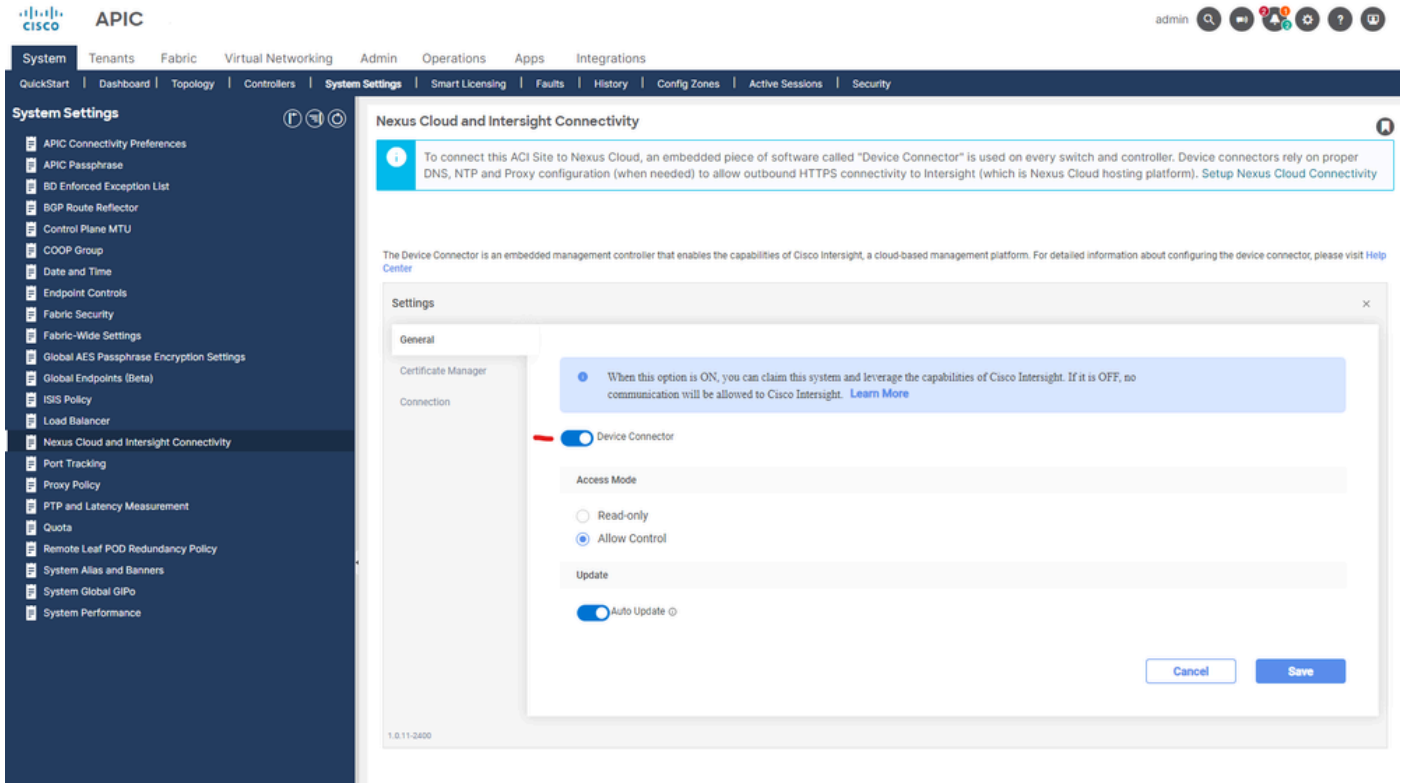 CISCO
APIC
admin
2
1
2
System Tenants Fabric Virtual Networking Admin Operations Apps Integrations
QuickStart | Dashboard | Topology | Controllers | System Settings | Smart Licensing | Faults | History | Config Zones | Active Sessions | Security
System Settings
APIC Connectivity Preferences
APIC Passphrase
BD Enforced Exception List
BGP Route Reflector
Control Plane MTU
COOP Group
Date and Time
Endpoint Controls
Fabric Security
Fabric-Wide Settings
Global AES Passphrase Encryption Settings
Global Endpoints (Beta)
ISIS Policy
Load Balancer
Nexus Cloud and Intersight Connectivity
Port Tracking
Proxy Policy
PTP and Latency Measurement
Quota
Remote Leaf POD Redundancy Policy
System Alias and Banners
System Global GIPo
System Performance
Nexus Cloud and Intersight Connectivity
To connect this ACI Site to Nexus Cloud, an embedded piece of software called "Device Connector" is used on every switch and controller. Device connectors rely on proper
DNS, NTP and Proxy configuration (when needed) to allow outbound HTTPS connectivity to Intersight (which is Nexus Cloud hosting platform). Setup Nexus Cloud Connectivity
The Device Connector is an embedded management controller that enables the capabilities of Cisco Intersight, a cloud-based management platform. For detailed information about configuring the device connector, please visit Help
Center
Settings
General
Certificate Manager
Connection
When this option is ON, you can claim this system and leverage the capabilities of Cisco Intersight. If it is OFF, no
communication will be allowed to Cisco Intersight. Learn More
Device Connector
Access Mode
Read-only
Allow Control
Update
Auto Update
Cancel Save
1.0.11-2400